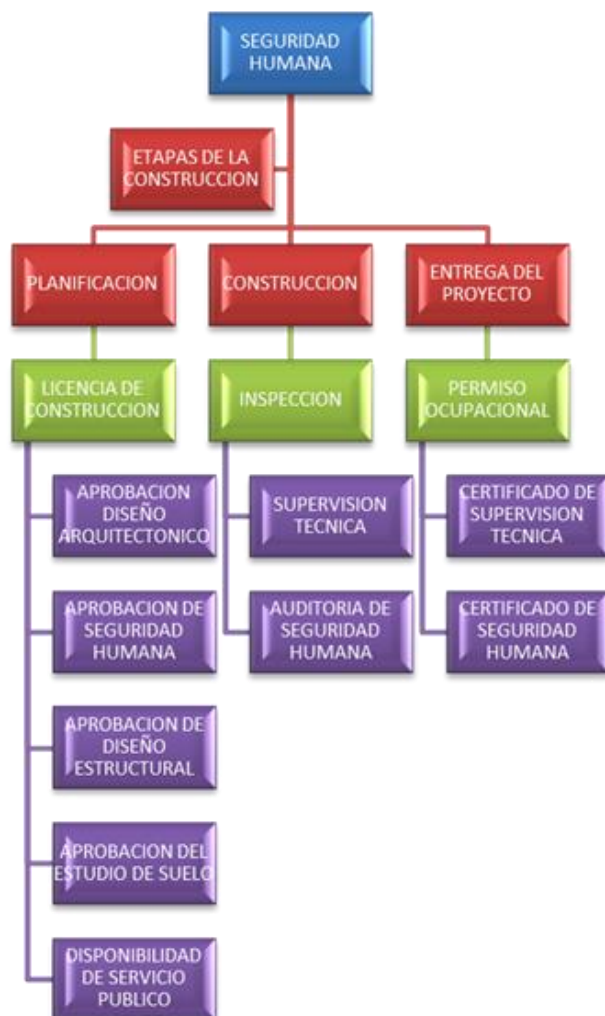 SEGURIDAD
HUMANA
ETAPAS DE LA
CONSTRUCCION
PLANIFICACION
CONSTRUCCION
ENTREGA DEL
PROYECTO
LICENCIA DE
CONSTRUCCION
INSPECCION
PERMISO
OCUPACIONAL
APROBACION
DISEÑO
ARQUITECTONICO
SUPERVISION
TECNICA
CERTIFICADO DE
SUPERVISION
TECNICA
APROBACION DE
SEGURIDAD
HUMANA
AUDITORIA DE
SEGURIDAD
HUMANA
CERTIFICADO DE
SEGURIDAD
HUMANA
APROBACION DE
DISEÑO
ESTRUCTURAL
APROBACION DEL
ESTUDIO DE SUELO
DISPONIBILIDAD
DE SERVICIO
PUBLICO